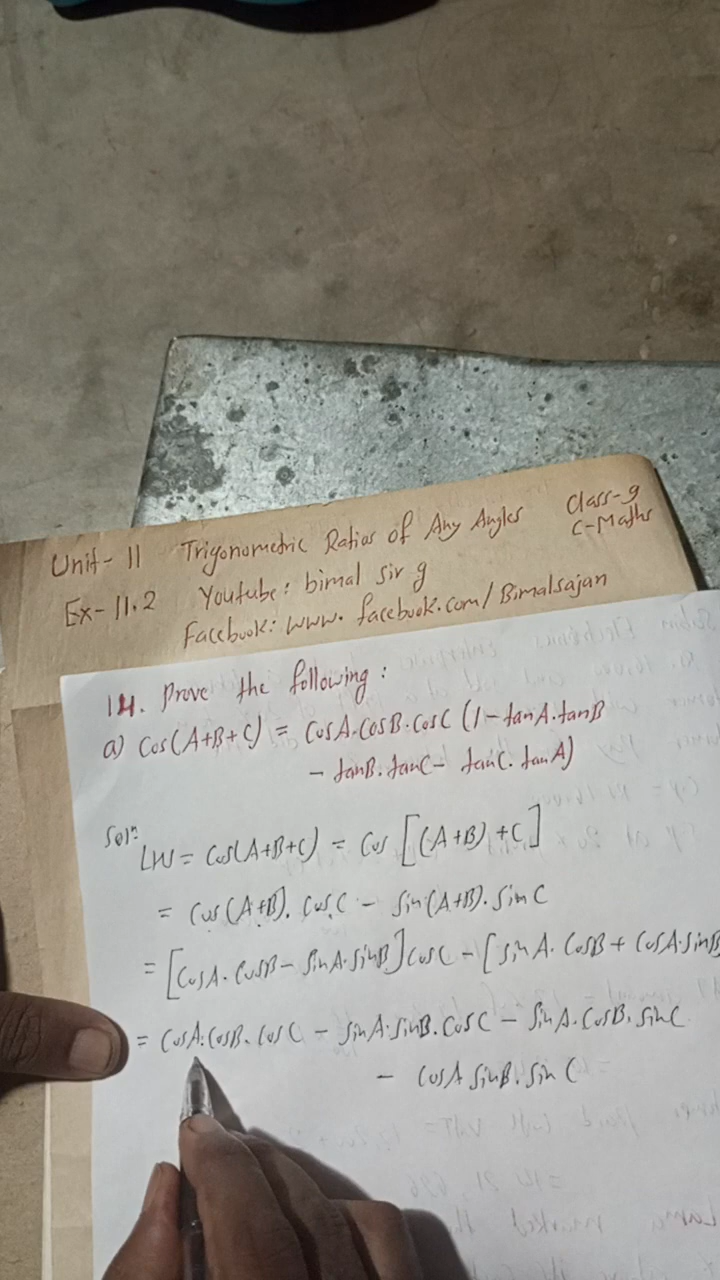 Unit-11 Trigonometric Ratios of Any Angles Class-9
C-Maths
Ex-11.2 Youtube: bimal sir g
Facebook: www.facebook.com/Bimalsajan
14. Prove the following:
a) Cos(A+B+C) = CosA.CosB.CosC (1-tanA.tanB
- tanB.tanC- tanC.tanA)
Soln
LHS = Cos(A+B+C) = Cos [(A+B)+C]
= Cos(A+B). Cos.C - Sin(A+B).SinC
= [CosA.CosB-SinA.SinB]CosC-[SinA.CosB+CosA.SinB
= CosA.CosB.CosC - SinA.SinB.CosC - SinA.CosB.SinC
- CosA SinB.Sin C